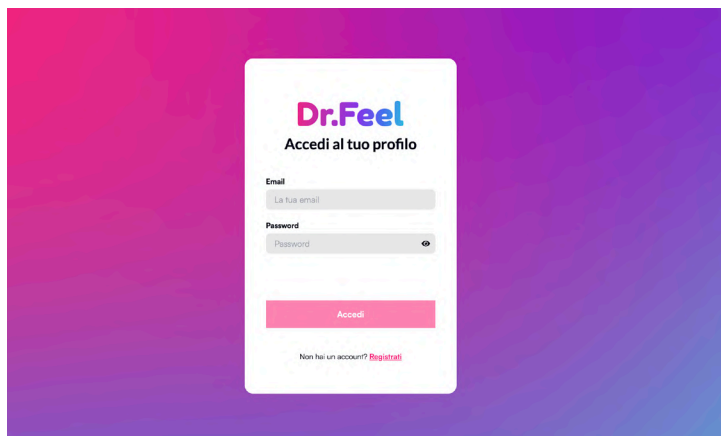 Dr.Feel
Accedi al tuo profilo
Email
La tua email
Password
Password
Accedi
Non hai un account? Registrati